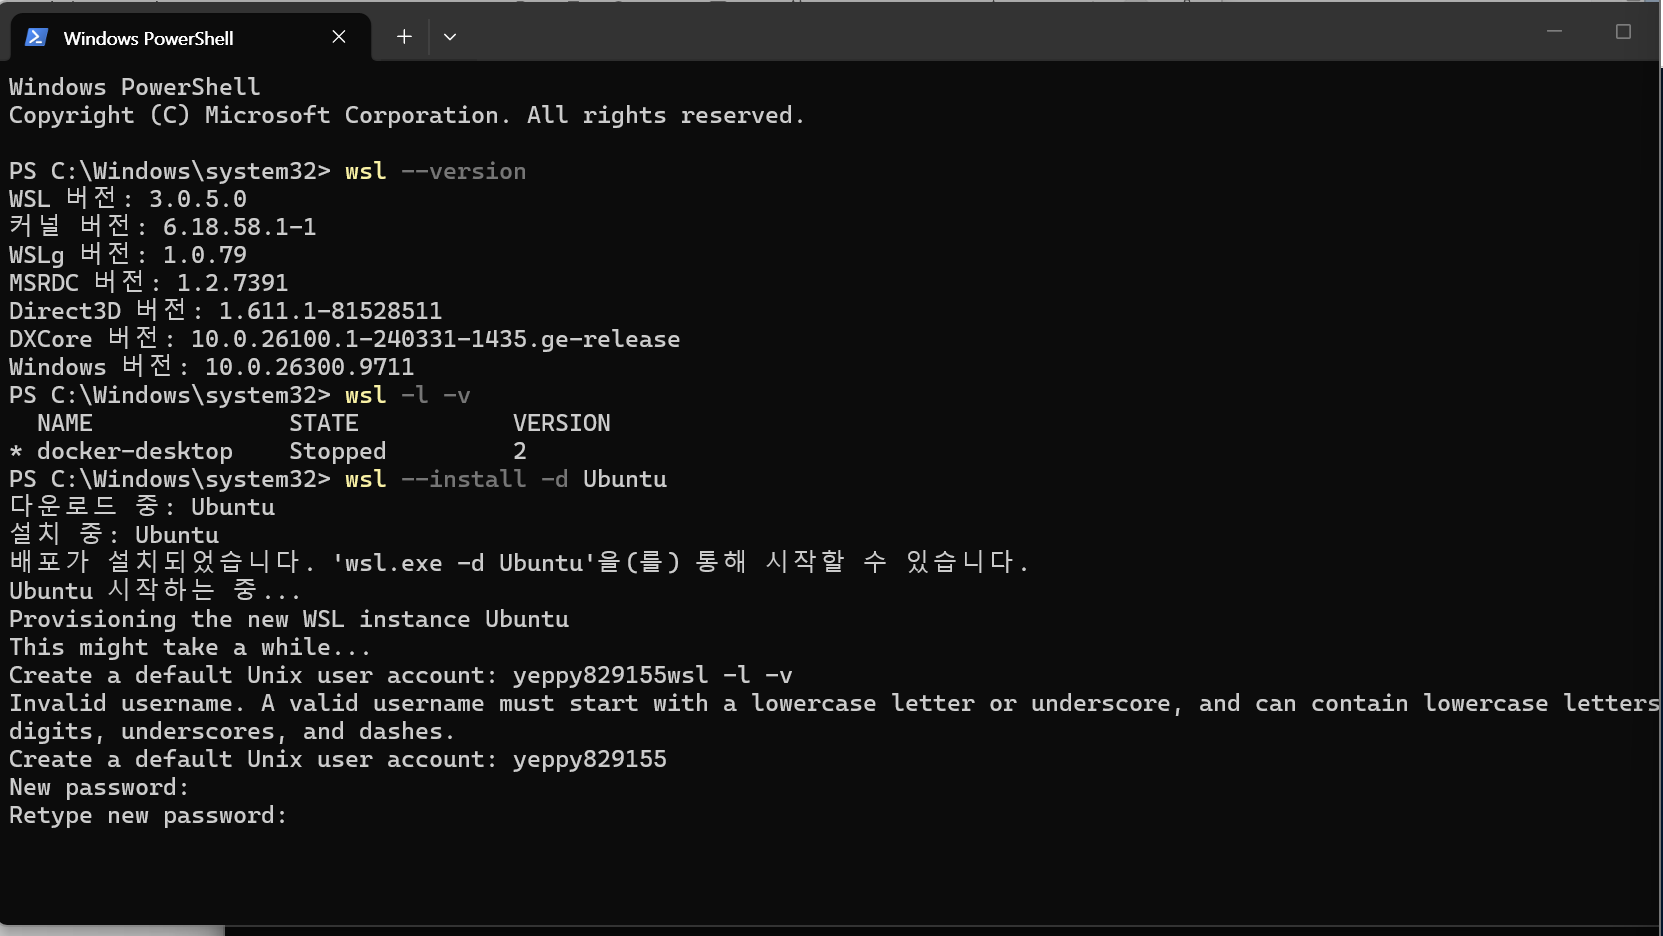 Windows PowerShell
Windows PowerShell
Copyright (C) Microsoft Corporation. All rights reserved.
PS C:\Windows\system32> wsl --version
WSL 버전: 3.0.5.0
커널 버전: 6.18.58.1-1
WSLg 버전: 1.0.79
MSRDC 버전: 1.2.7391
Direct3D 버전: 1.611.1-81528511
DXCore 버전: 10.0.26100.1-240331-1435.ge-release
Windows 버전: 10.0.26300.9711
PS C:\Windows\system32> wsl -l -v
  NAME              STATE           VERSION
* docker-desktop    Stopped         2
PS C:\Windows\system32> wsl --install -d Ubuntu
다운로드 중: Ubuntu
설치 중: Ubuntu
배포가 설치되었습니다. 'wsl.exe -d Ubuntu'을(를) 통해 시작할 수 있습니다.
Ubuntu 시작하는 중...
Provisioning the new WSL instance Ubuntu
This might take a while...
Create a default Unix user account: yeppy829155wsl -l -v
Invalid username. A valid username must start with a lowercase letter or underscore, and can contain lowercase letters
digits, underscores, and dashes.
Create a default Unix user account: yeppy829155
New password:
Retype new password: